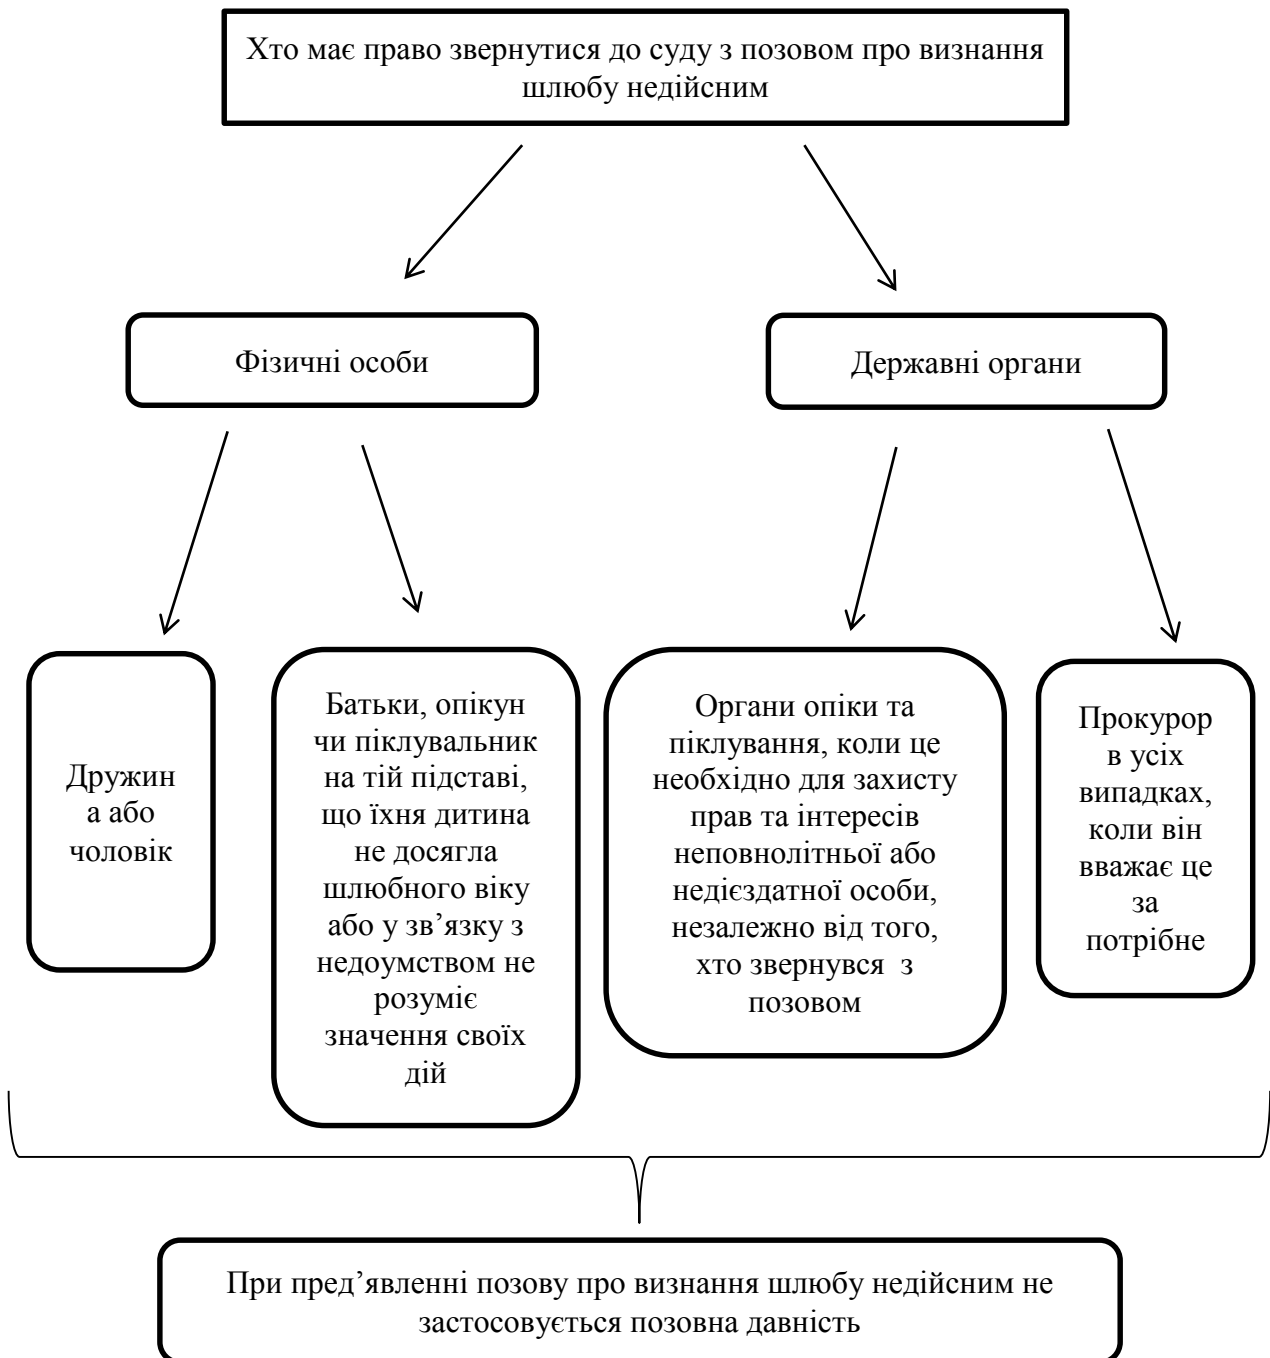 Хто має право звернутися до суду з позовом про визнання
шлюбу недійсним
Фізичні особи
Державні органи
Дружин
а або
чоловік
Батьки, опікун
чи піклувальник
на тій підставі,
що їхня дитина
не досягла
шлюбного віку
або у зв’язку з
недоумством не
розуміє
значення своїх
дій
Органи опіки та
піклування, коли це
необхідно для захисту
прав та інтересів
неповнолітньої або
недієздатної особи,
незалежно від того,
хто звернувся з
позовом
Прокурор
в усіх
випадках,
коли він
вважає це
за
потрібне
При пред’явленні позову про визнання шлюбу недійсним не
застосовується позовна давність